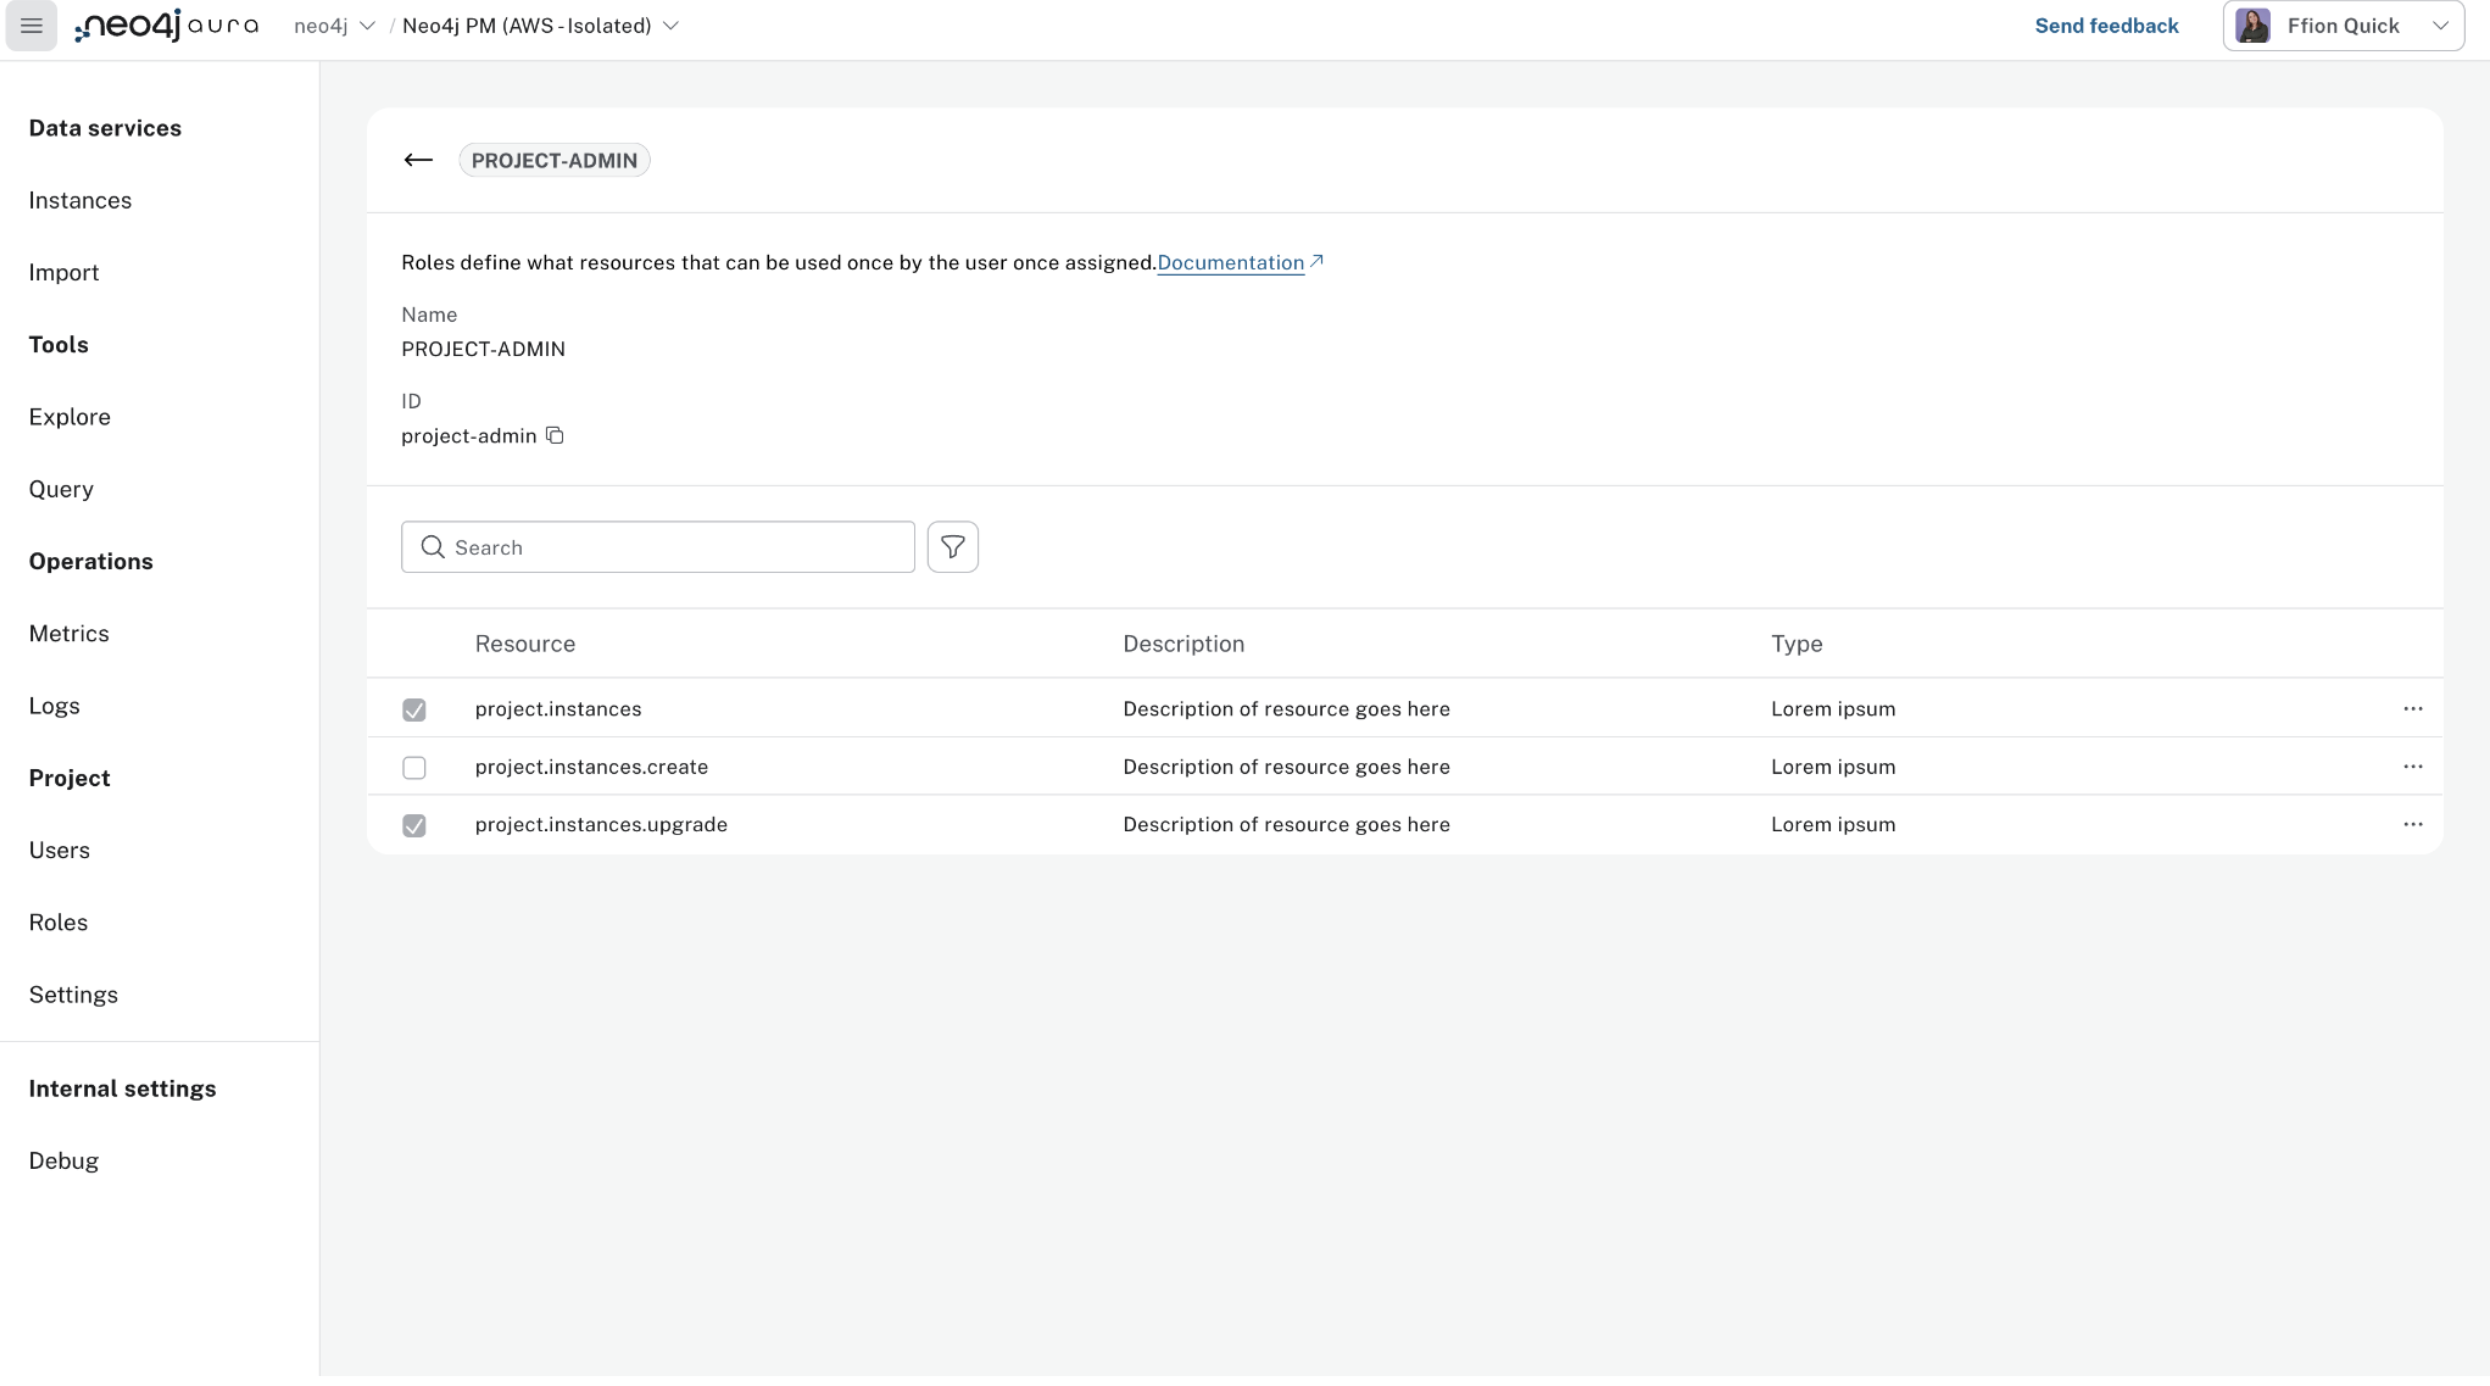 neo4j aura neo4j / Neo4j PM (AWS - Isolated) Send feedback Ffion Quick
Data services
Instances
Import
Tools
Explore
Query
Operations
Metrics
Logs
Project
Users
Roles
Settings
Internal settings
Debug
PROJECT-ADMIN
Roles define what resources that can be used once by the user once assigned.Documentation
Name
PROJECT-ADMIN
ID
project-admin
Search
Resource Description Type
project.instances Description of resource goes here Lorem ipsum
project.instances.create Description of resource goes here Lorem ipsum
project.instances.upgrade Description of resource goes here Lorem ipsum